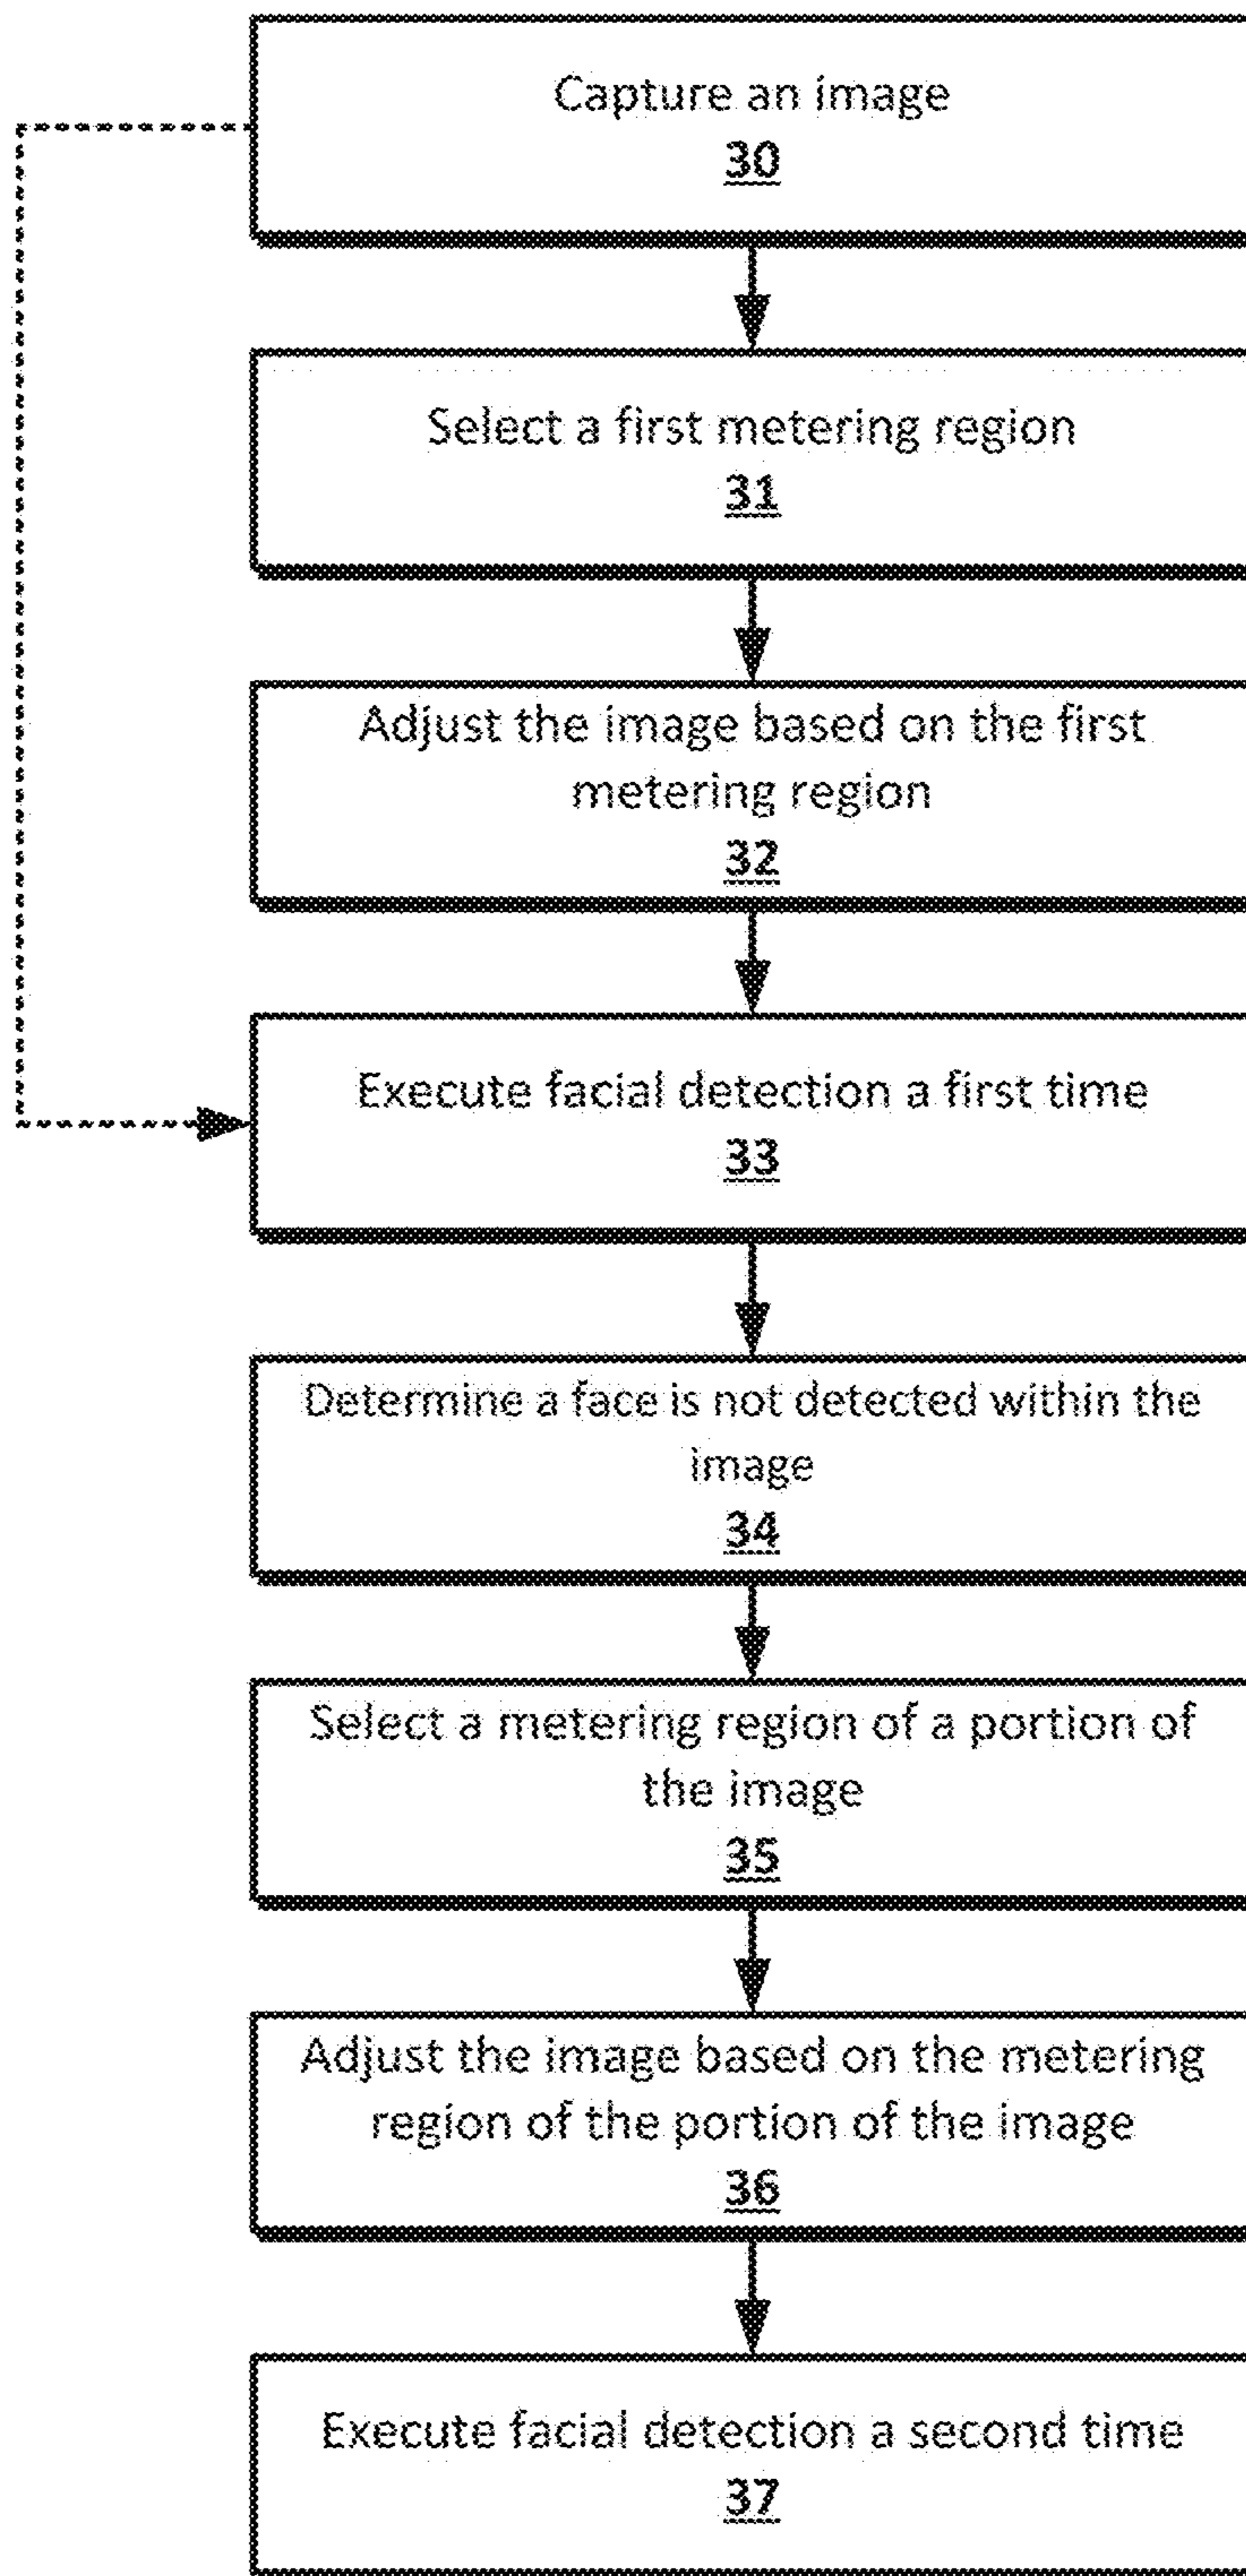 Capture an image
30
Select a first metering region
31
Adjust the image based on the first
metering region
32
Execute facial detection a first time
33
Determine a face is not detected within the
image
34
Select a metering region of a portion of
the image
35
Adjust the image based on the metering
region of the portion of the image
36
Execute facial detection a second time
37